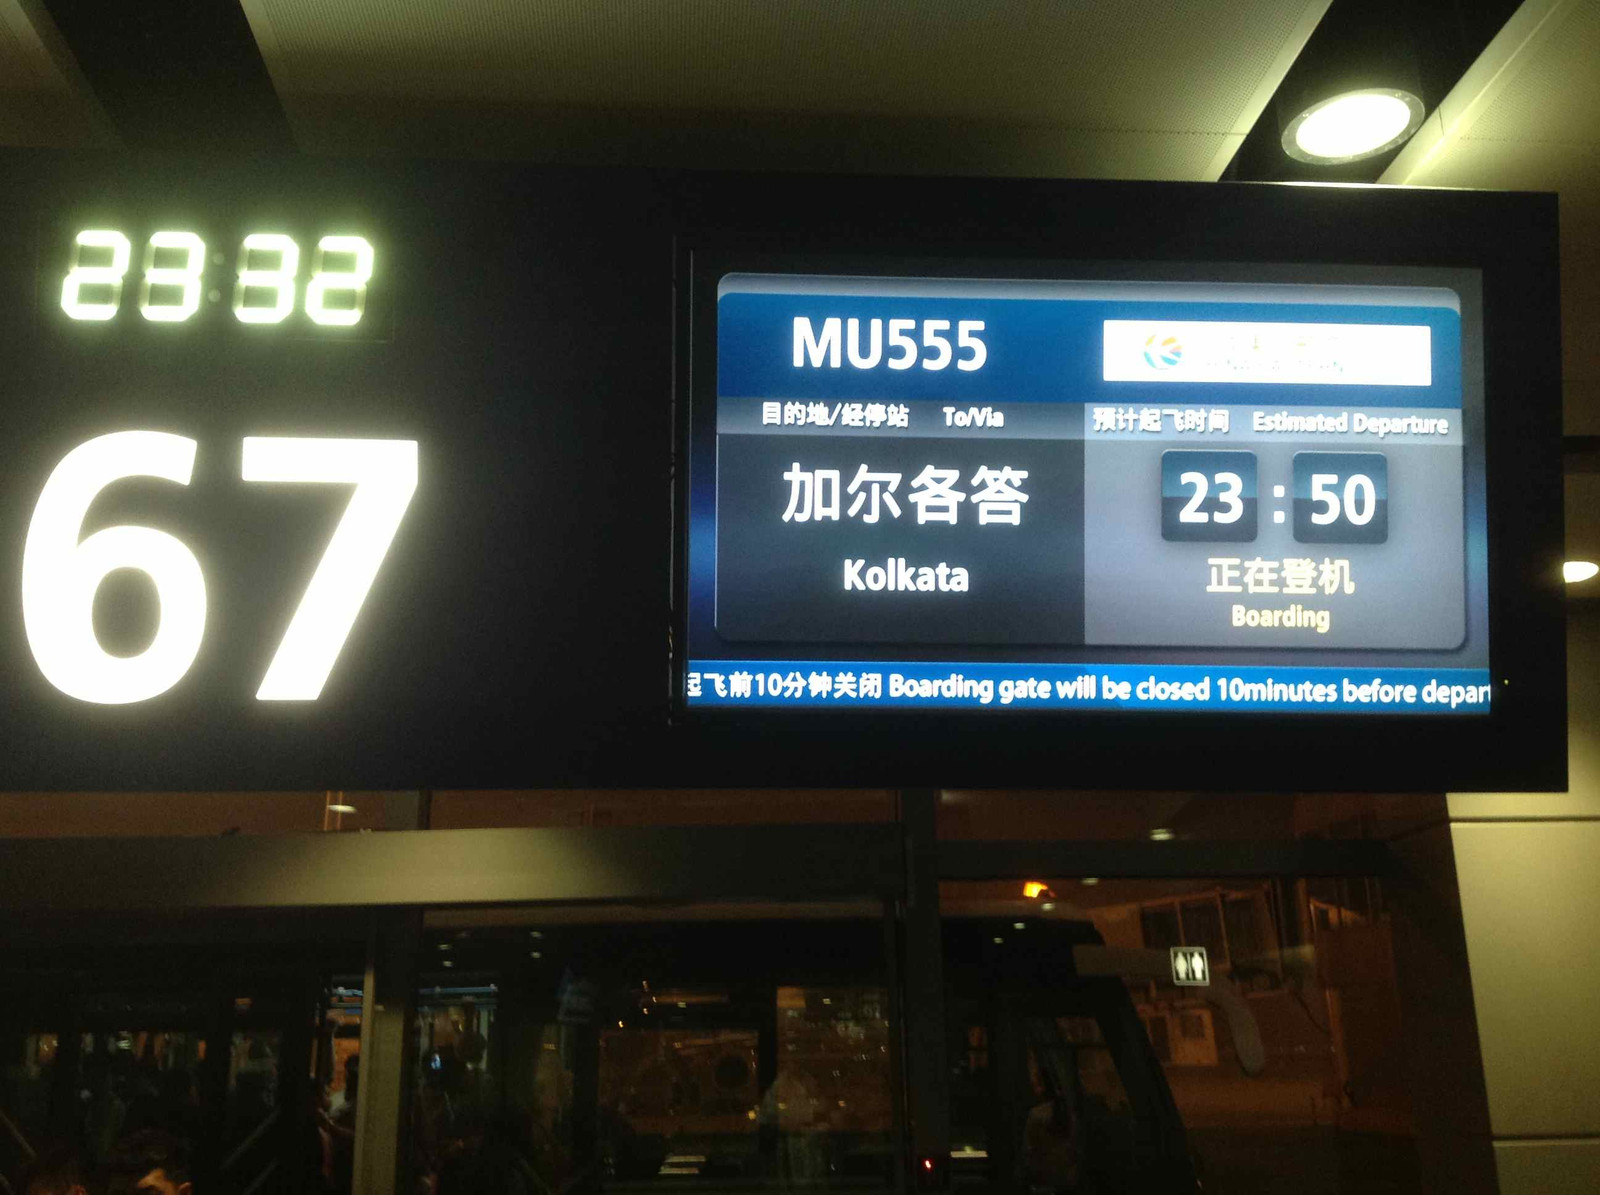 23:32
67
MU555
目的地/经停站 To/Via
预计起飞时间 Estimated Departure
加尔各答
23:50
Kolkata
正在登机
Boarding
起飞前10分钟关闭 Boarding gate will be closed 10minutes before depart